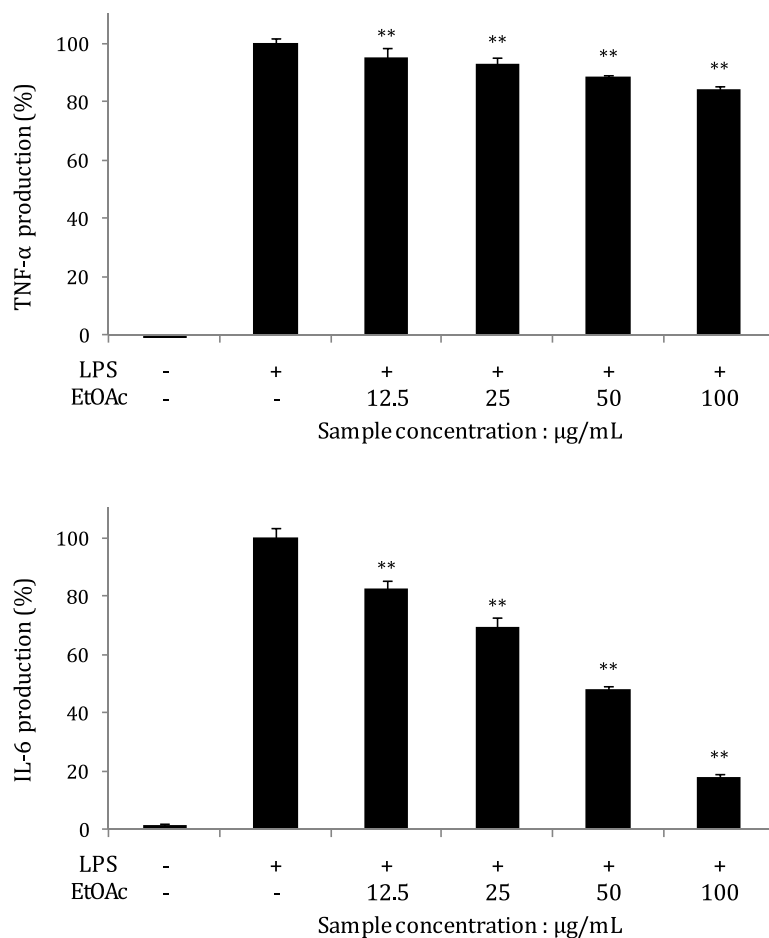 TNF-α production (%)
100
80
60
40
20
0
** ** ** **
LPS - + + + + +
EtOAc - - 12.5 25 50 100
Sample concentration : µg/mL
IL-6 production (%)
100
80
60
40
20
0
** ** ** **
LPS - + + + + +
EtOAc - - 12.5 25 50 100
Sample concentration : µg/mL